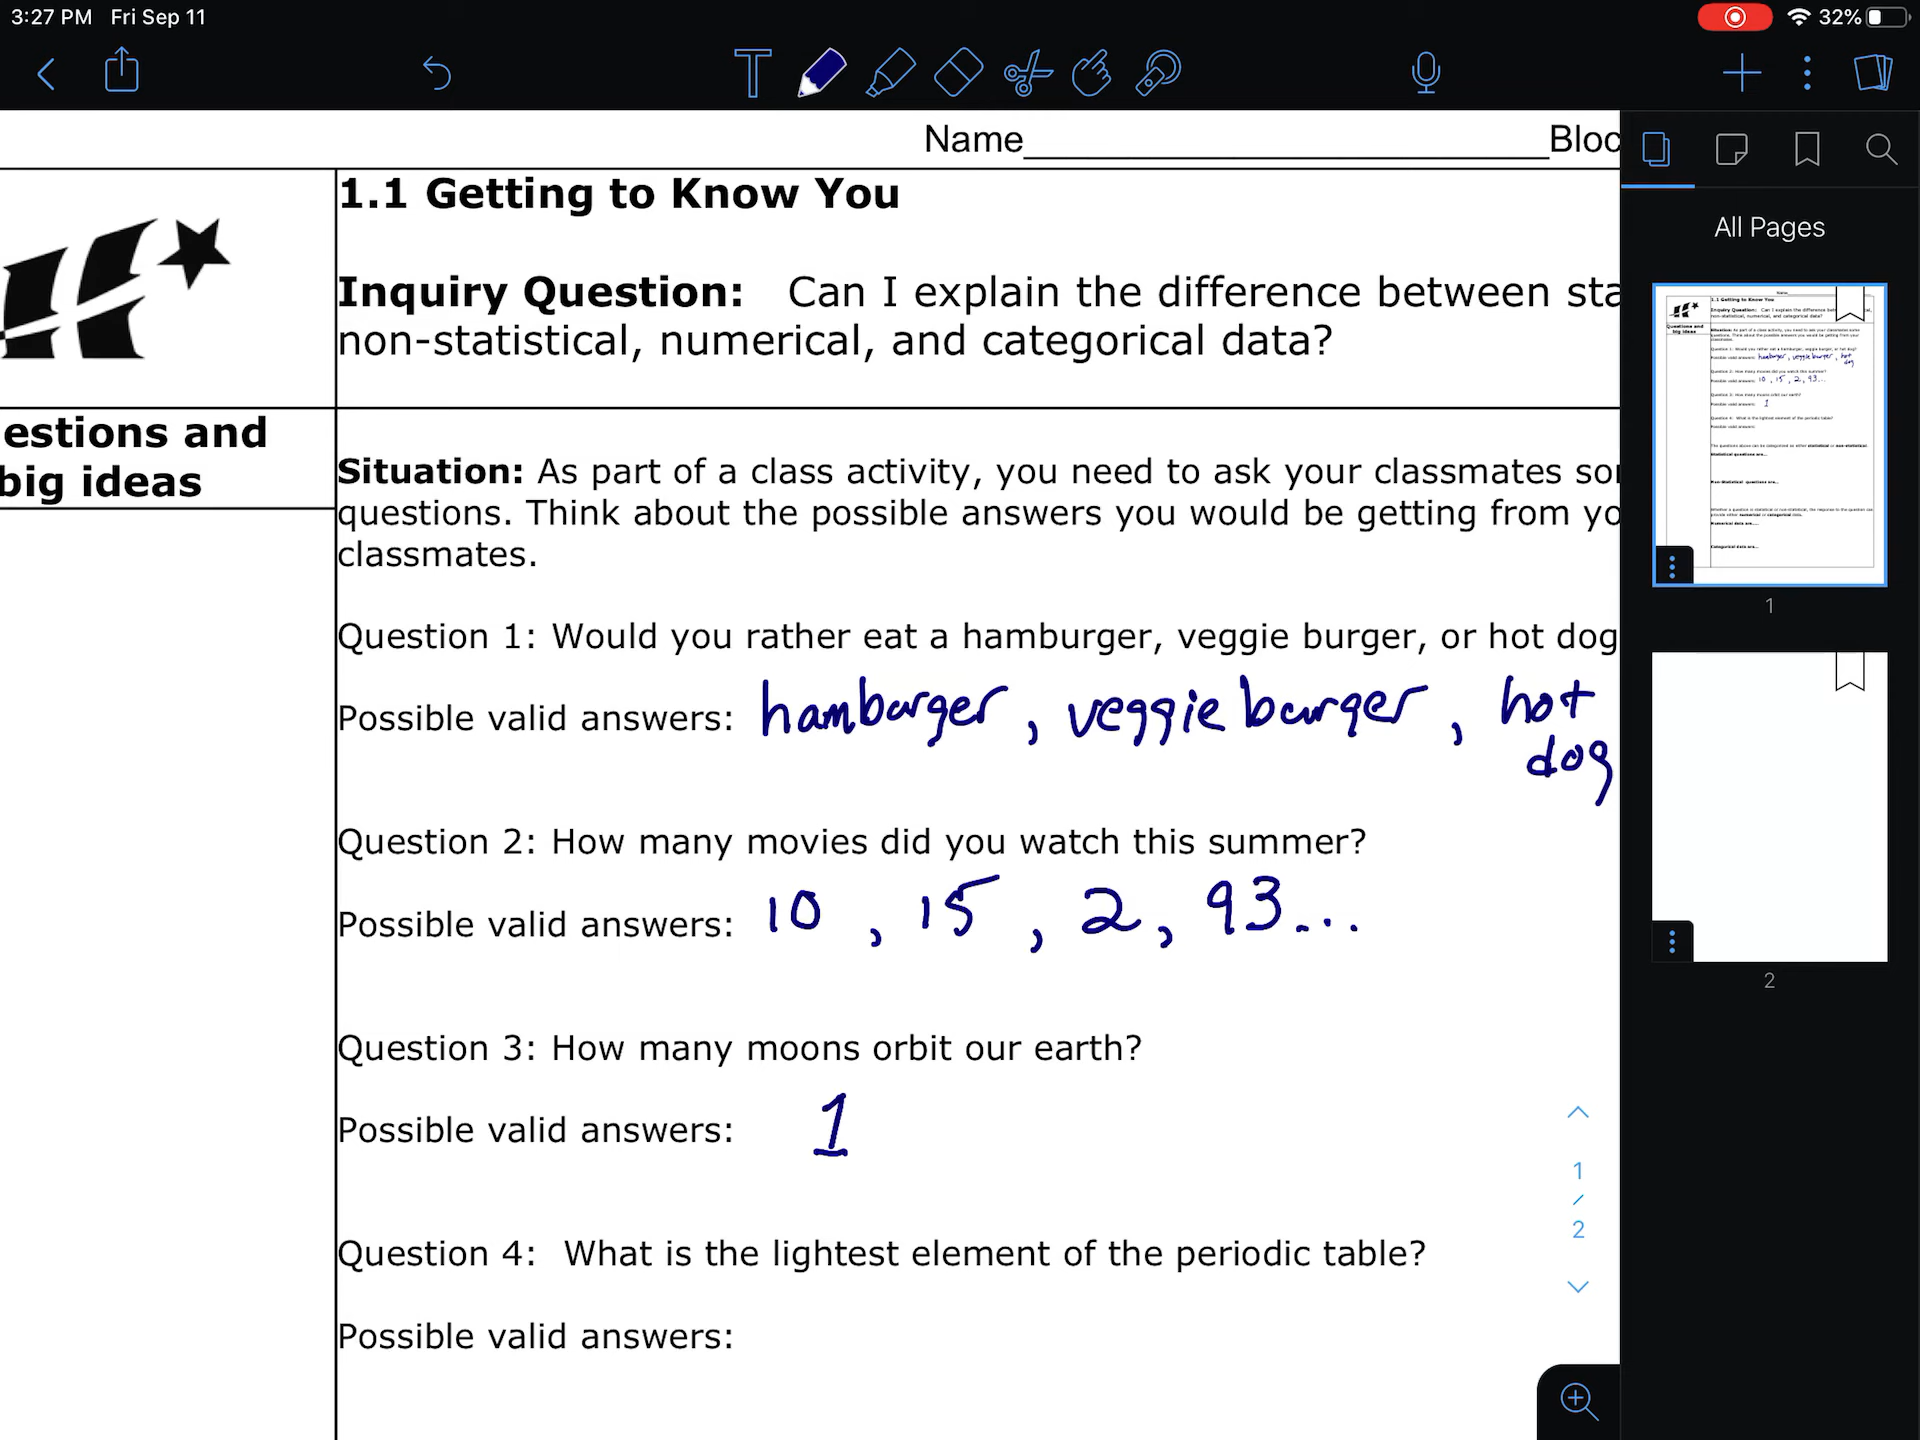 3:27 PM Fri Sep 11
32%
Name Bloc
1.1 Getting to Know You
Inquiry Question: Can I explain the difference between sta
non-statistical, numerical, and categorical data?
estions and
big ideas
Situation: As part of a class activity, you need to ask your classmates so
questions. Think about the possible answers you would be getting from yo
classmates.
Question 1: Would you rather eat a hamburger, veggie burger, or hot dog
Possible valid answers: hamburger, veggie burger, hot
dog
Question 2: How many movies did you watch this summer?
Possible valid answers: 10, 15, 2, 93...
Question 3: How many moons orbit our earth?
Possible valid answers: 1
Question 4: What is the lightest element of the periodic table?
Possible valid answers:
1
/
2
All Pages
1
2